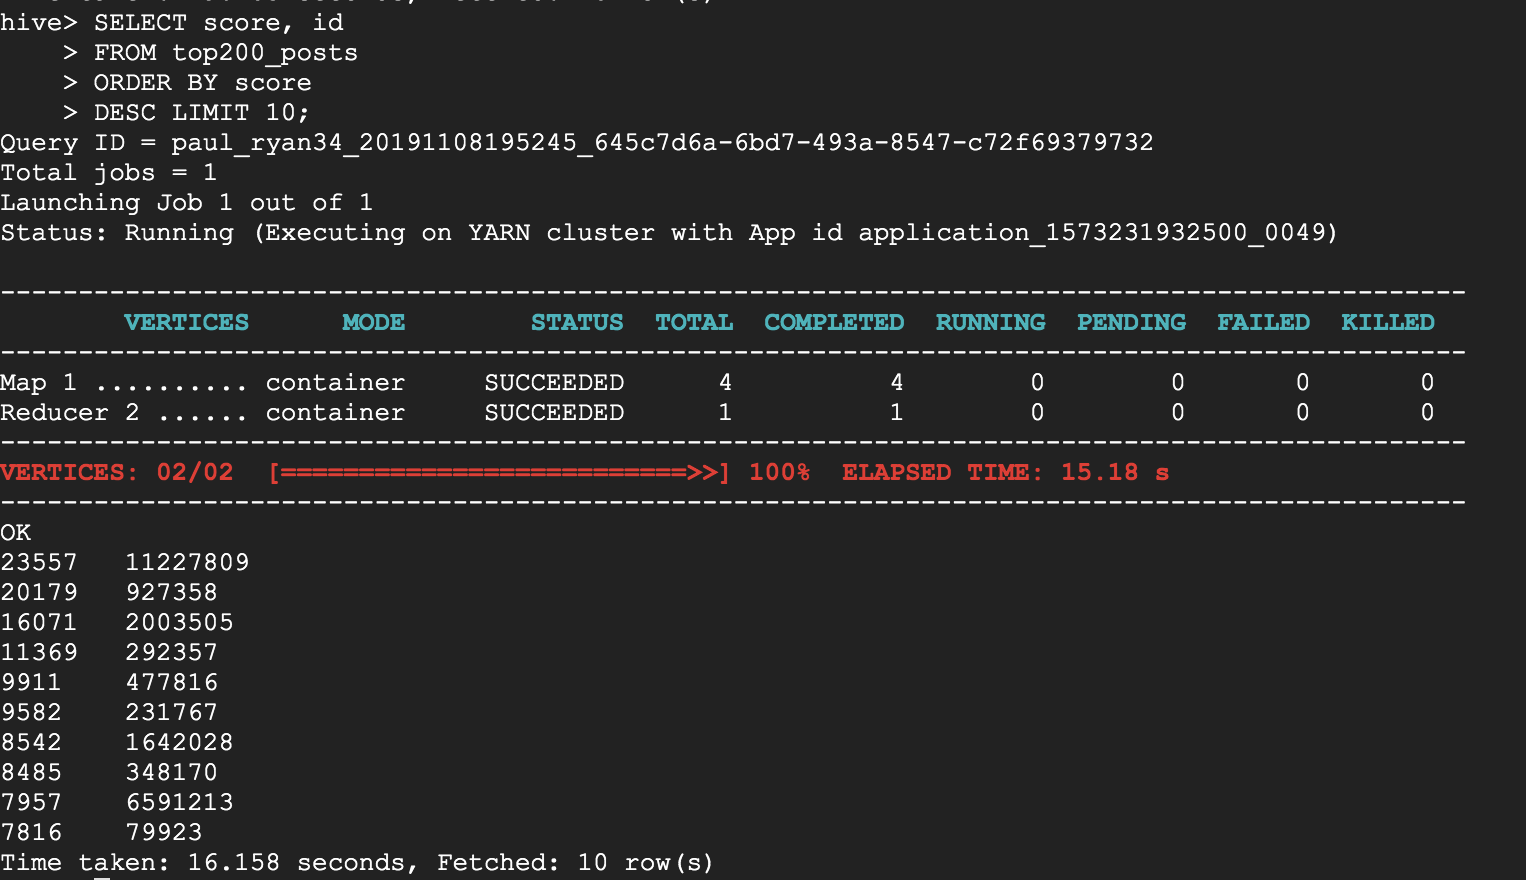 hive> SELECT score, id
    > FROM top200_posts
    > ORDER BY score
    > DESC LIMIT 10;
Query ID = paul_ryan34_20191108195245_645c7d6a-6bd7-493a-8547-c72f69379732
Total jobs = 1
Launching Job 1 out of 1
Status: Running (Executing on YARN cluster with App id application_1573231932500_0049)
----------------------------------------------------------------------------------------------
        VERTICES      MODE        STATUS  TOTAL  COMPLETED  RUNNING  PENDING  FAILED  KILLED
----------------------------------------------------------------------------------------------
Map 1 .......... container     SUCCEEDED      4          4        0        0       0       0
Reducer 2 ...... container     SUCCEEDED      1          1        0        0       0       0
----------------------------------------------------------------------------------------------
VERTICES: 02/02  [==========================>>] 100%  ELAPSED TIME: 15.18 s
----------------------------------------------------------------------------------------------
OK
23557   11227809
20179   927358
16071   2003505
11369   292357
9911    477816
9582    231767
8542    1642028
8485    348170
7957    6591213
7816    79923
Time taken: 16.158 seconds, Fetched: 10 row(s)